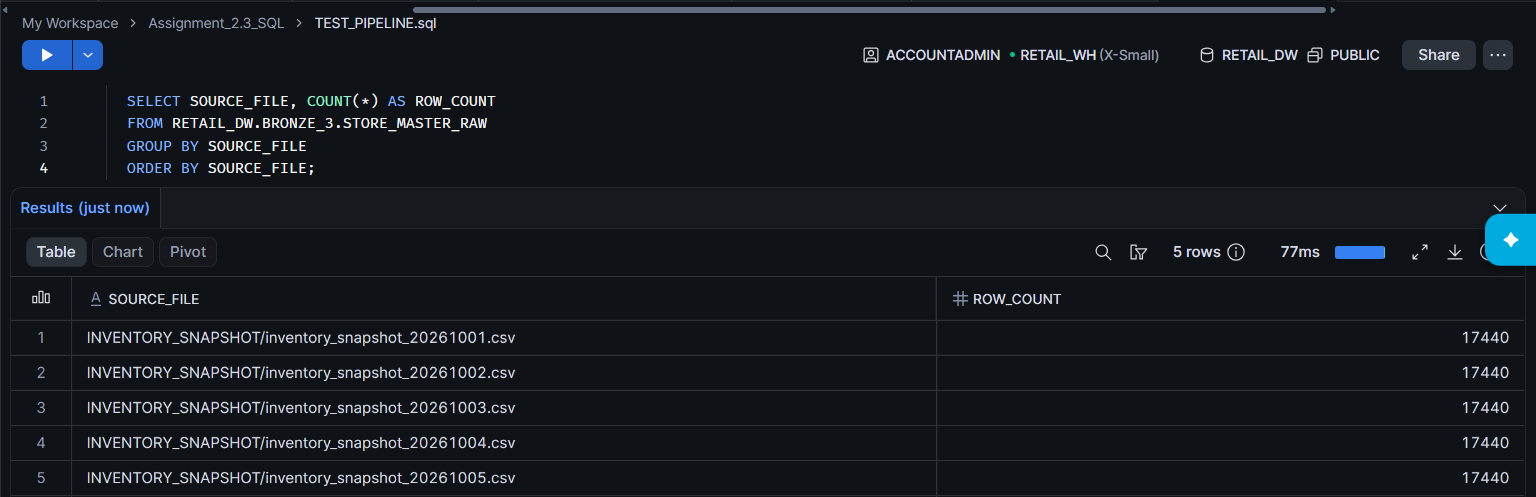 My Workspace > Assignment_2.3_SQL > TEST_PIPELINE.sql
ACCOUNTADMIN RETAIL_WH (X-Small) RETAIL_DW PUBLIC Share ...
1 SELECT SOURCE_FILE, COUNT(*) AS ROW_COUNT
2 FROM RETAIL_DW.BRONZE_3.STORE_MASTER_RAW
3 GROUP BY SOURCE_FILE
4 ORDER BY SOURCE_FILE;
Results (just now)
Table Chart Pivot 5 rows 77ms
A SOURCE_FILE # ROW_COUNT
1 INVENTORY_SNAPSHOT/inventory_snapshot_20261001.csv 17440
2 INVENTORY_SNAPSHOT/inventory_snapshot_20261002.csv 17440
3 INVENTORY_SNAPSHOT/inventory_snapshot_20261003.csv 17440
4 INVENTORY_SNAPSHOT/inventory_snapshot_20261004.csv 17440
5 INVENTORY_SNAPSHOT/inventory_snapshot_20261005.csv 17440